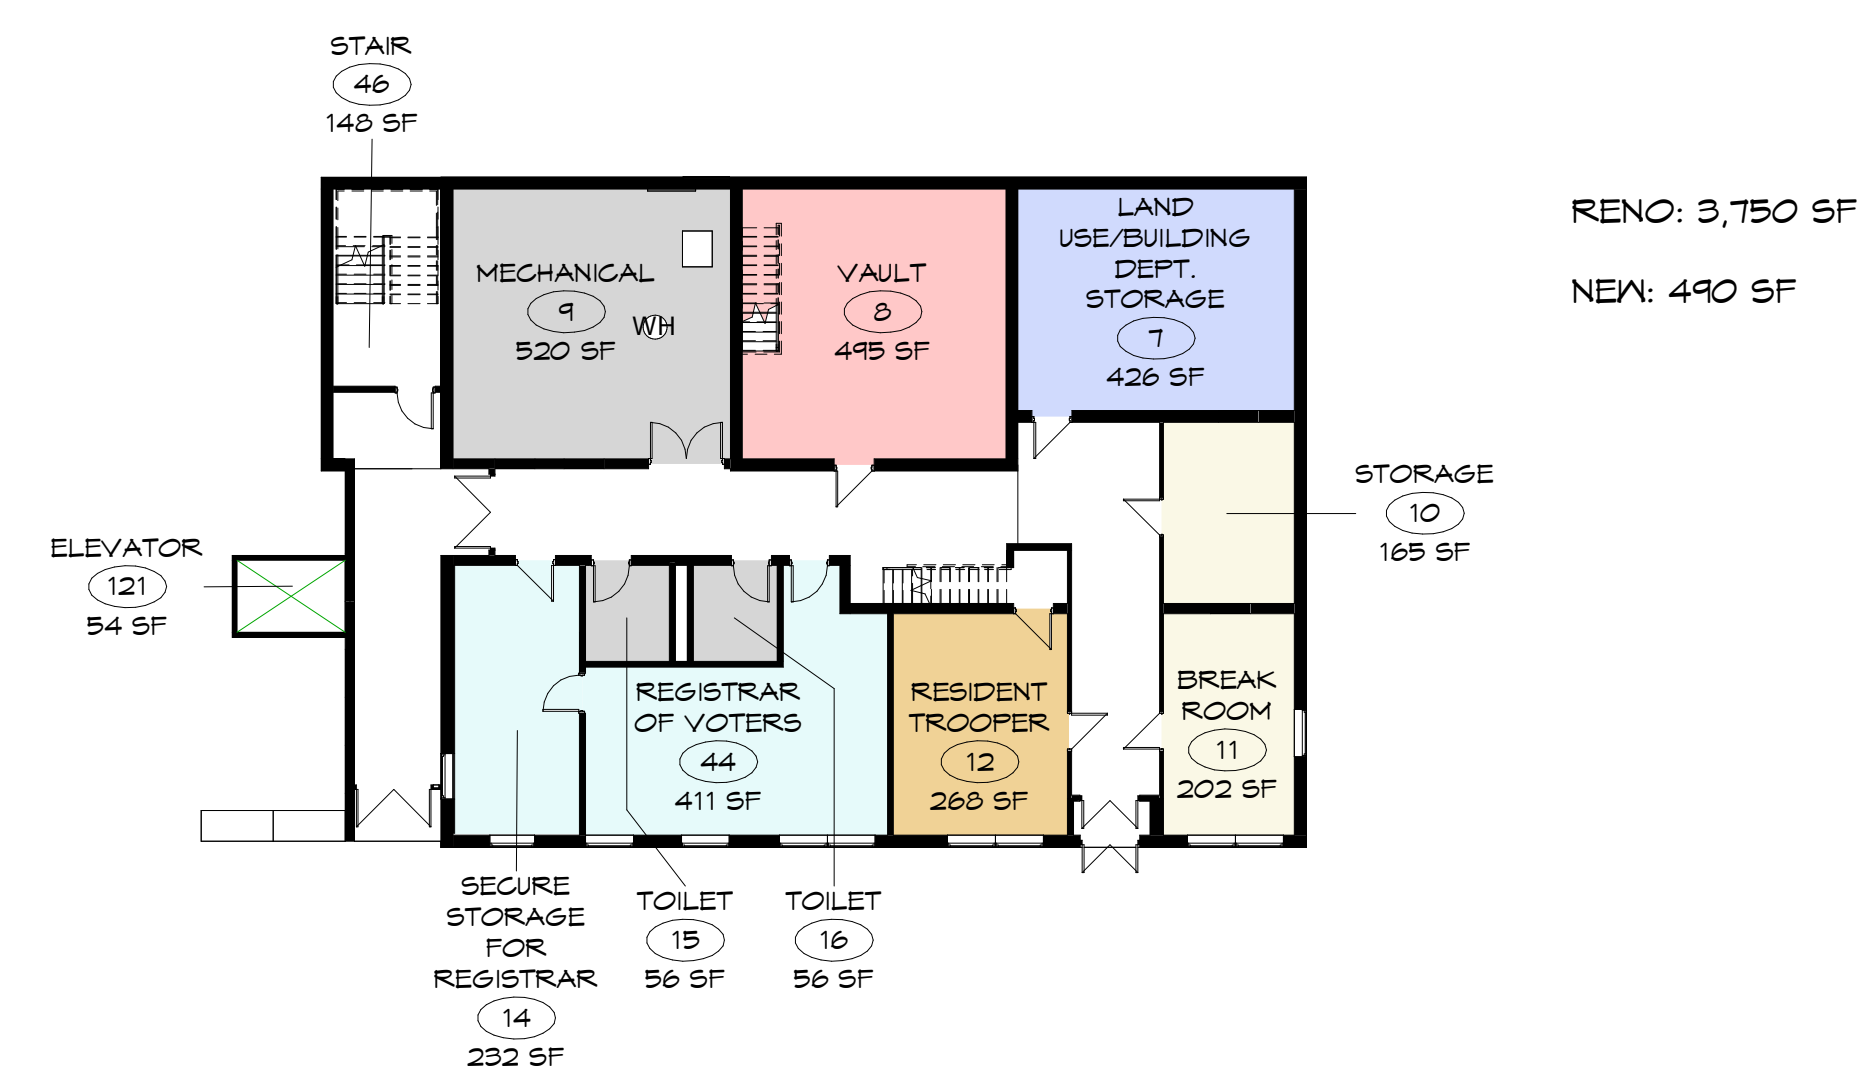 STAIR
46
148 SF
RENO: 3,750 SF
NEW: 490 SF
MECHANICAL
9
520 SF
WH
VAULT
8
495 SF
LAND
USE/BUILDING
DEPT.
STORAGE
7
426 SF
STORAGE
10
165 SF
ELEVATOR
121
54 SF
REGISTRAR
OF VOTERS
44
411 SF
RESIDENT
TROOPER
12
268 SF
BREAK
ROOM
11
202 SF
SECURE
STORAGE
FOR
REGISTRAR
14
232 SF
TOILET
15
56 SF
TOILET
16
56 SF